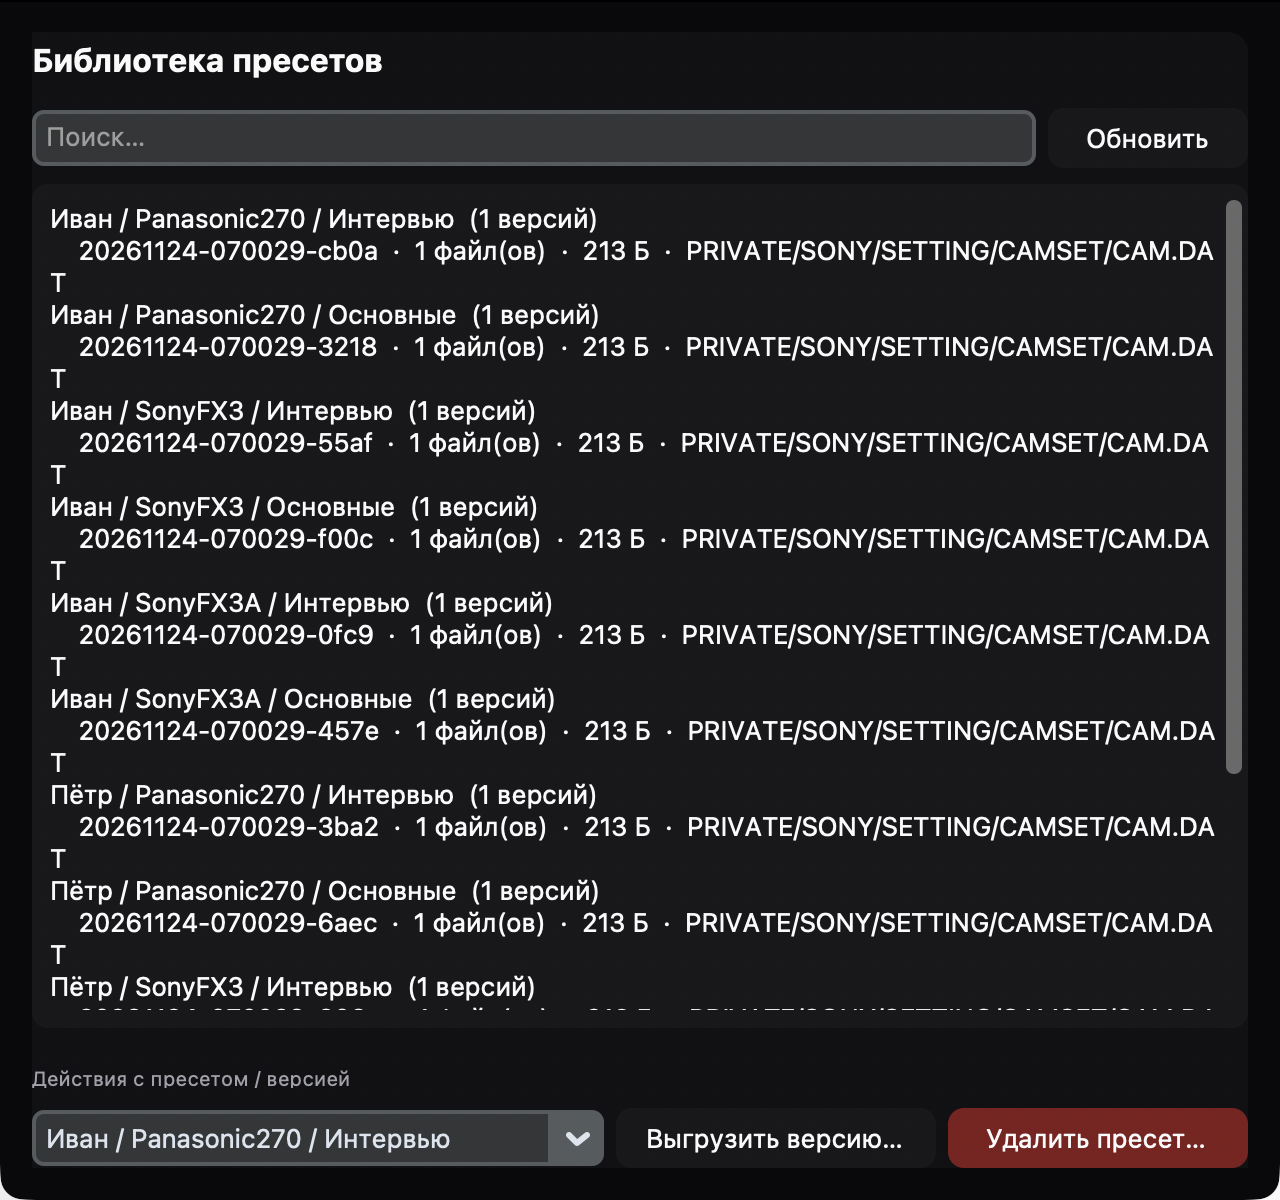 Библиотека пресетов
Поиск...
Обновить
Иван / Panasonic270 / Интервью (1 версий)
20261124-070029-cb0a · 1 файл(ов) · 213 Б · PRIVATE/SONY/SETTING/CAMSET/CAM.DA
T
Иван / Panasonic270 / Основные (1 версий)
20261124-070029-3218 · 1 файл(ов) · 213 Б · PRIVATE/SONY/SETTING/CAMSET/CAM.DA
T
Иван / SonyFX3 / Интервью (1 версий)
20261124-070029-55af · 1 файл(ов) · 213 Б · PRIVATE/SONY/SETTING/CAMSET/CAM.DA
T
Иван / SonyFX3 / Основные (1 версий)
20261124-070029-f00c · 1 файл(ов) · 213 Б · PRIVATE/SONY/SETTING/CAMSET/CAM.DA
T
Иван / SonyFX3A / Интервью (1 версий)
20261124-070029-0fc9 · 1 файл(ов) · 213 Б · PRIVATE/SONY/SETTING/CAMSET/CAM.DA
T
Иван / SonyFX3A / Основные (1 версий)
20261124-070029-457e · 1 файл(ов) · 213 Б · PRIVATE/SONY/SETTING/CAMSET/CAM.DA
T
Пётр / Panasonic270 / Интервью (1 версий)
20261124-070029-3ba2 · 1 файл(ов) · 213 Б · PRIVATE/SONY/SETTING/CAMSET/CAM.DA
T
Пётр / Panasonic270 / Основные (1 версий)
20261124-070029-6aec · 1 файл(ов) · 213 Б · PRIVATE/SONY/SETTING/CAMSET/CAM.DA
T
Пётр / SonyFX3 / Интервью (1 версий)
Действия с пресетом / версией
Иван / Panasonic270 / Интервью
Выгрузить версию...
Удалить пресет...